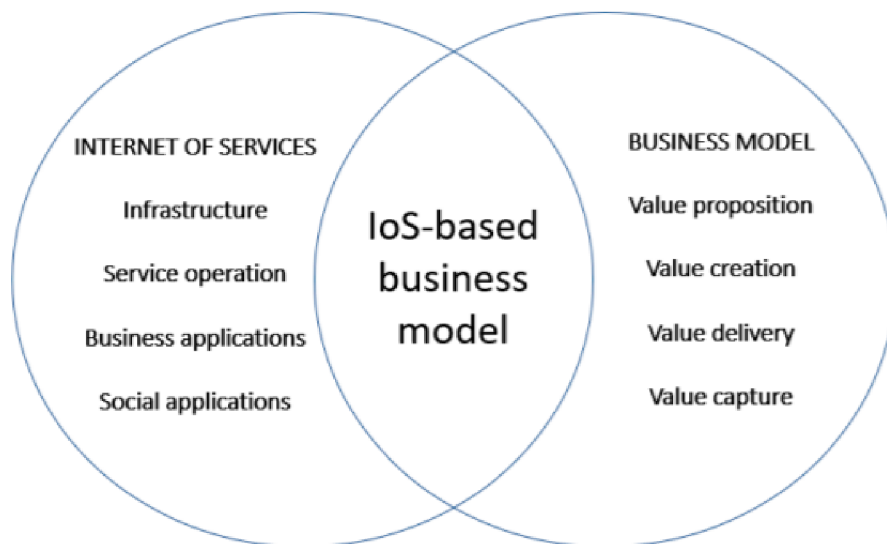 INTERNET OF SERVICES
Infrastructure
Service operation
Business applications
Social applications
IoS-based
business
model
BUSINESS MODEL
Value proposition
Value creation
Value delivery
Value capture